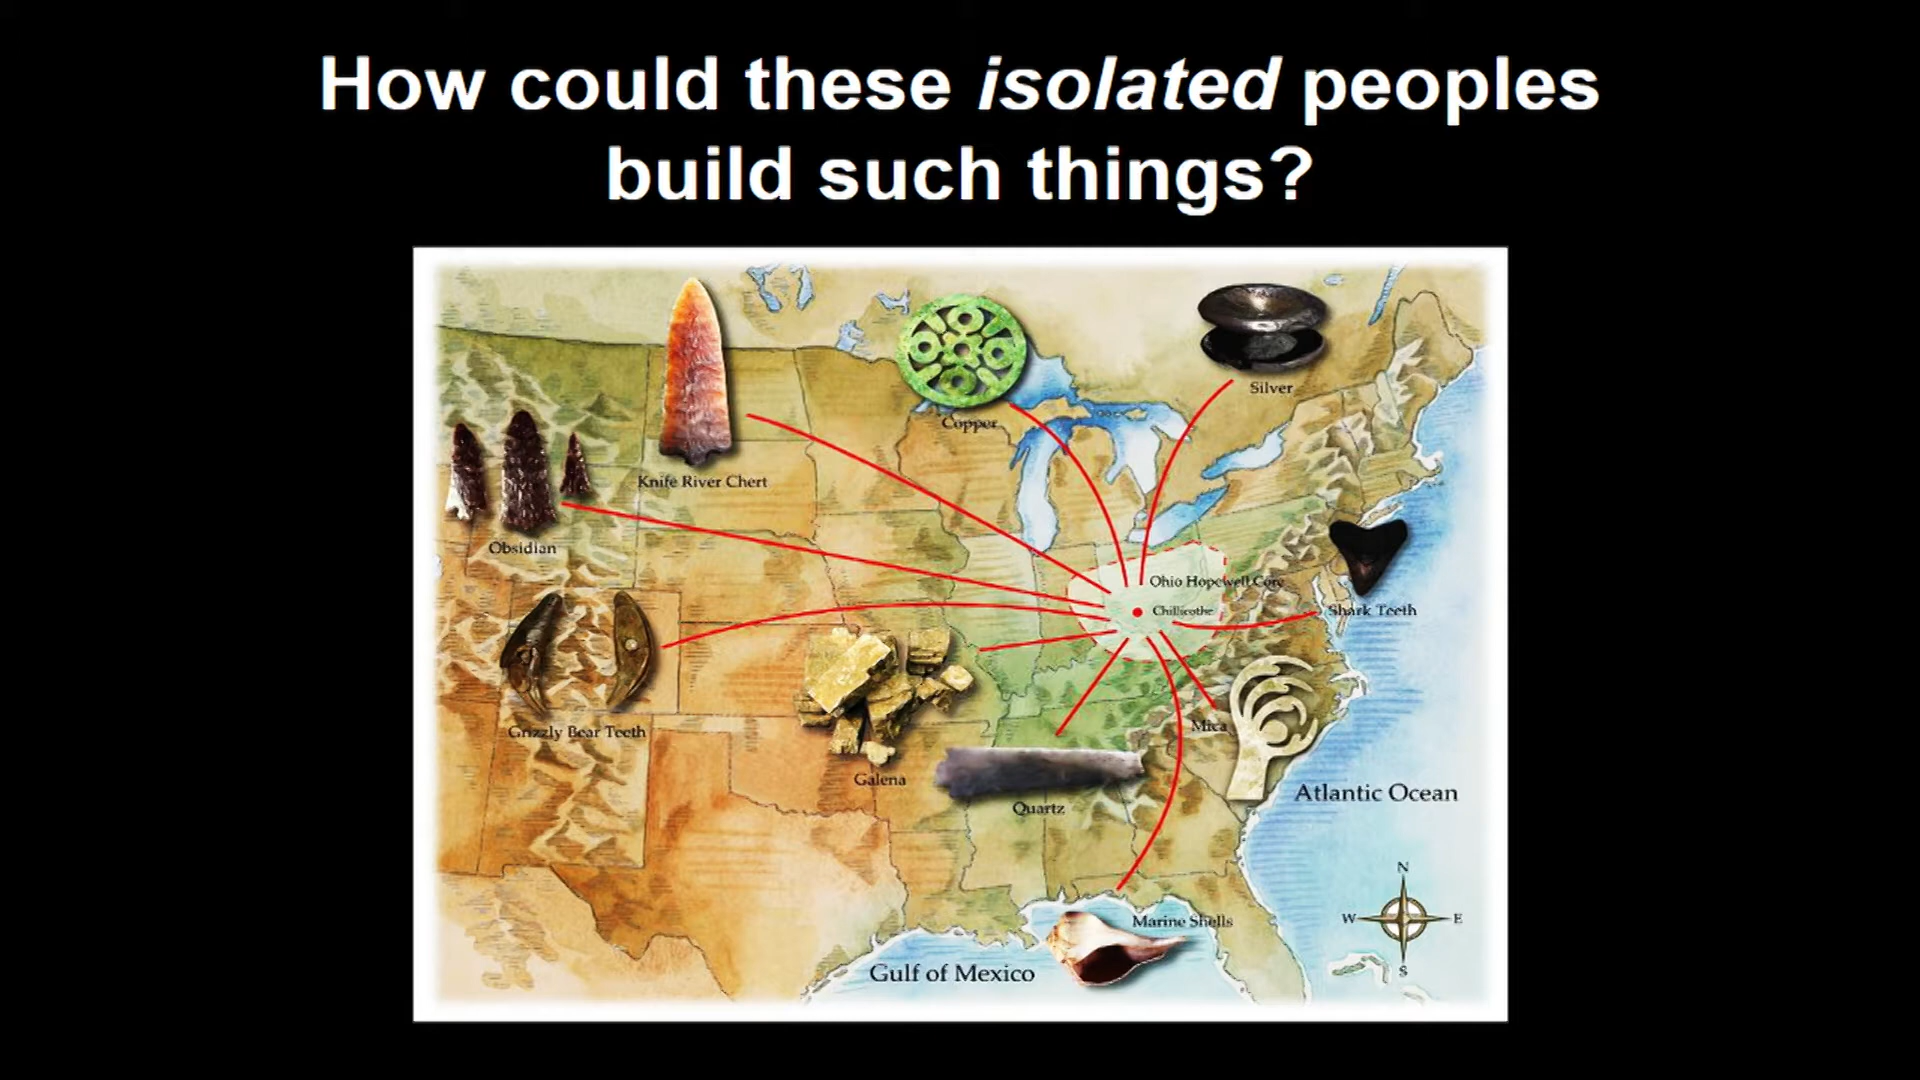 How could these isolated peoples
build such things?
Silver
Copper
Knife River Chert
Obsidian
Ohio Hopewell Core
Chillicothe
Shark Teeth
Grizzly Bear Teeth
Mica
Galena
Atlantic Ocean
Quartz
N
W
E
S
Marine Shells
Gulf of Mexico